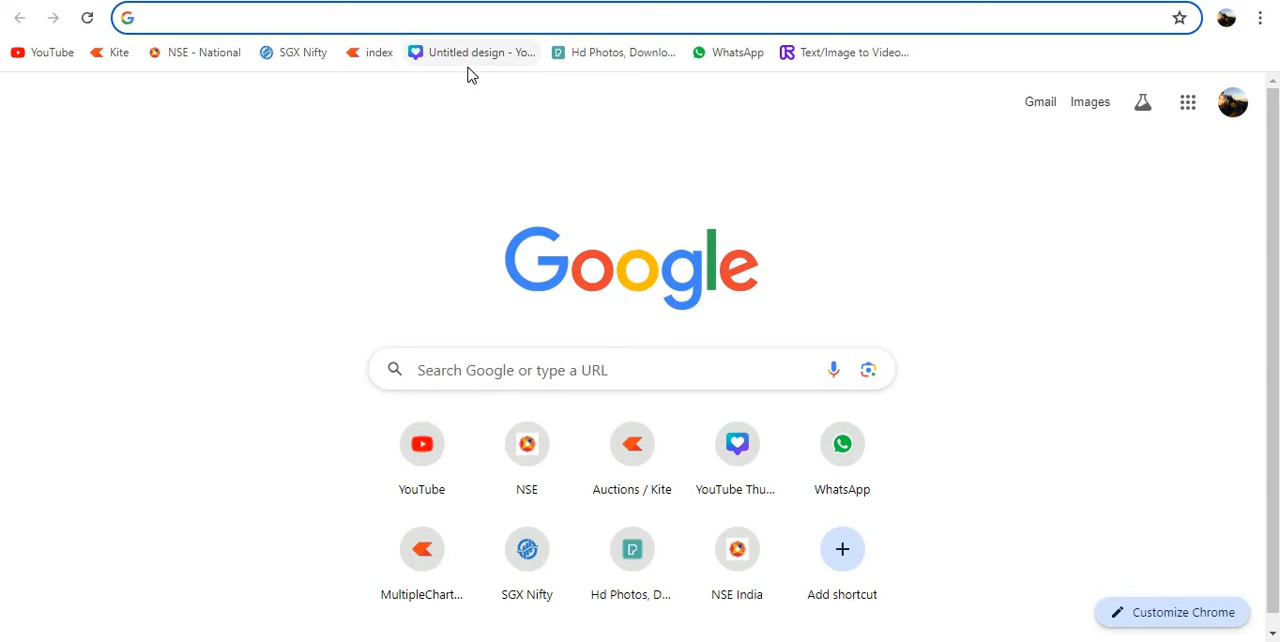 YouTube Kite NSE - National SGX Nifty index Untitled design - Yo... Hd Photos, Downlo... WhatsApp Text/Image to Video...
Gmail Images
Google
Search Google or type a URL
YouTube NSE Auctions / Kite YouTube Thu... WhatsApp
MultipleChart... SGX Nifty Hd Photos, D... NSE India Add shortcut
Customize Chrome